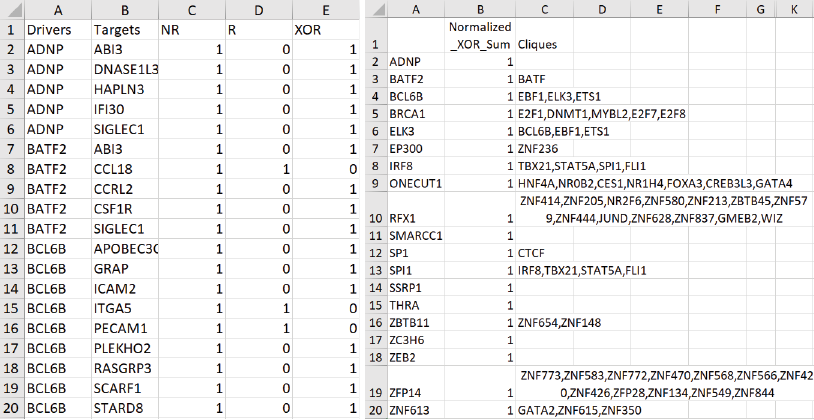 A B C D E
1 Drivers Targets NR R XOR
2 ADNP ABI3 1 0 1
3 ADNP DNASE1L3 1 0 1
4 ADNP HAPLN3 1 0 1
5 ADNP IFI30 1 0 1
6 ADNP SIGLEC1 1 0 1
7 BATF2 ABI3 1 0 1
8 BATF2 CCL18 1 1 0
9 BATF2 CCRL2 1 0 1
10 BATF2 CSF1R 1 0 1
11 BATF2 SIGLEC1 1 0 1
12 BCL6B APOBEC3C 1 0 1
13 BCL6B GRAP 1 0 1
14 BCL6B ICAM2 1 0 1
15 BCL6B ITGA5 1 1 0
16 BCL6B PECAM1 1 1 0
17 BCL6B PLEKHO2 1 0 1
18 BCL6B RASGRP3 1 0 1
19 BCL6B SCARF1 1 0 1
20 BCL6B STARD8 1 0 1
A B C D E F G K
Normalized
1 _XOR_Sum Cliques
2 ADNP 1
3 BATF2 1 BATF
4 BCL6B 1 EBF1,ELK3,ETS1
5 BRCA1 1 E2F1,DNMT1,MYBL2,E2F7,E2F8
6 ELK3 1 BCL6B,EBF1,ETS1
7 EP300 1 ZNF236
8 IRF8 1 TBX21,STAT5A,SPI1,FLI1
9 ONECUT1 1 HNF4A,NR0B2,CES1,NR1H4,FOXA3,CREB3L3,GATA4
ZNF414,ZNF205,NR2F6,ZNF580,ZNF213,ZBTB45,ZNF57
10 RFX1 1 9,ZNF444,JUND,ZNF628,ZNF837,GMEB2,WIZ
11 SMARCC1 1
12 SP1 1 CTCF
13 SPI1 1 IRF8,TBX21,STAT5A,FLI1
14 SSRP1 1
15 THRA 1
16 ZBTB11 1 ZNF654,ZNF148
17 ZC3H6 1
18 ZEB2 1
ZNF773,ZNF583,ZNF772,ZNF470,ZNF568,ZNF566,ZNF42
19 ZFP14 1 0,ZNF426,ZFP28,ZNF134,ZNF549,ZNF844
20 ZNF613 1 GATA2,ZNF615,ZNF350